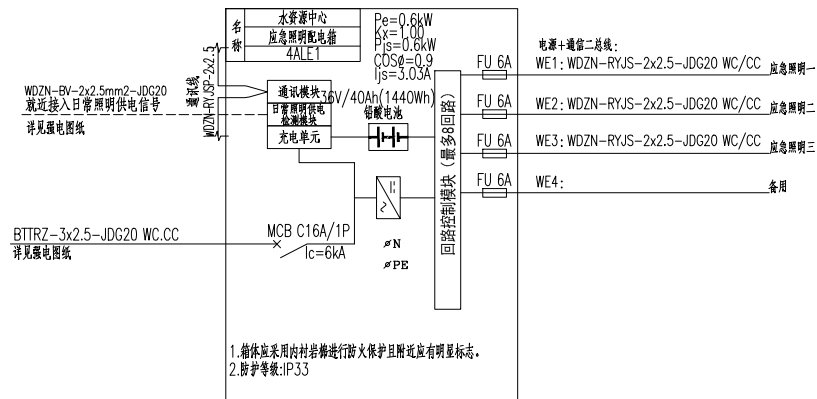 名称
水资源中心
应急照明配电箱
4ALE1
Pe=0.6kW
Kx=1.00
Pjs=0.6kW
COSø=0.9
Ijs=3.03A
电源+通信二总线:
FU 6A
WE1: WDZN-RYJS-2x2.5-JDG20 WC/CC
应急照明一
FU 6A
WE2: WDZN-RYJS-2x2.5-JDG20 WC/CC
应急照明二
FU 6A
WE3: WDZN-RYJS-2x2.5-JDG20 WC/CC
应急照明三
FU 6A
WE4:
备用
通讯线
WDZN-RYJSP-2x2.5
WDZN-BV-2x2.5mm2-JDG20
就近接入日常照明供电信号
详见强电图纸
通讯模块
日常照明供电
检测模块
充电单元
36V/40Ah(1440Wh)
铅酸电池
回路控制模块(最多8回路)
BTTRZ-3x2.5-JDG20 WC.CC
详见强电图纸
MCB C16A/1P
Ic=6kA
øN
øPE
1.箱体应采用内衬岩棉进行防火保护且附近应有明显标志。
2.防护等级:IP33